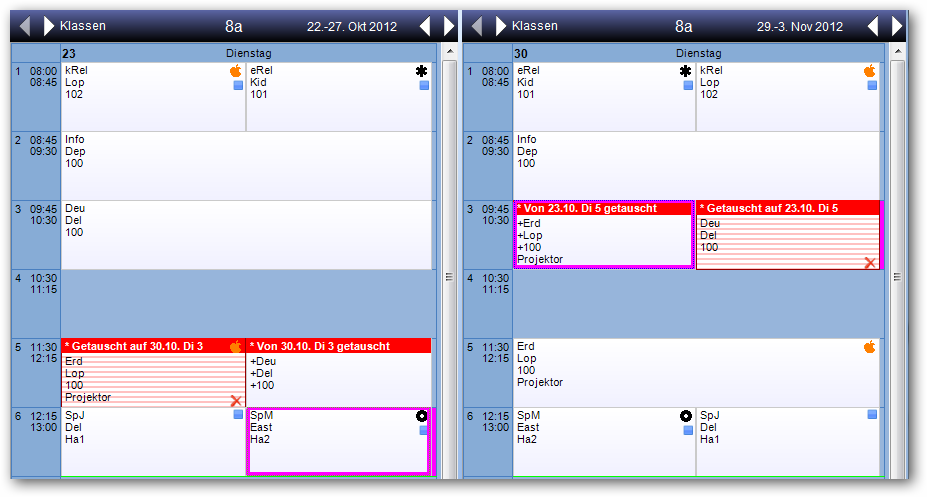 Klassen 8a 22.-27. Okt 2012
23 Dienstag
1 08:00
08:45
kRel
Lop
102
eRel
Kid
101
2 08:45
09:30
Info
Dep
100
3 09:45
10:30
Deu
Del
100
4 10:30
11:15
5 11:30
12:15
* Getauscht auf 30.10. Di 3
Erd
Lop
100
Projektor
* Von 30.10. Di 3 getauscht
+Deu
+Del
+100
6 12:15
13:00
SpJ
Del
Ha1
SpM
East
Ha2
Klassen 8a 29.-3. Nov 2012
30 Dienstag
1 08:00
08:45
eRel
Kid
101
kRel
Lop
102
2 08:45
09:30
Info
Dep
100
3 09:45
10:30
* Von 23.10. Di 5 getauscht
+Erd
+Lop
+100
Projektor
* Getauscht auf 23.10. Di 5
Deu
Del
100
4 10:30
11:15
5 11:30
12:15
Erd
Lop
100
Projektor
6 12:15
13:00
SpM
East
Ha2
SpJ
Del
Ha1